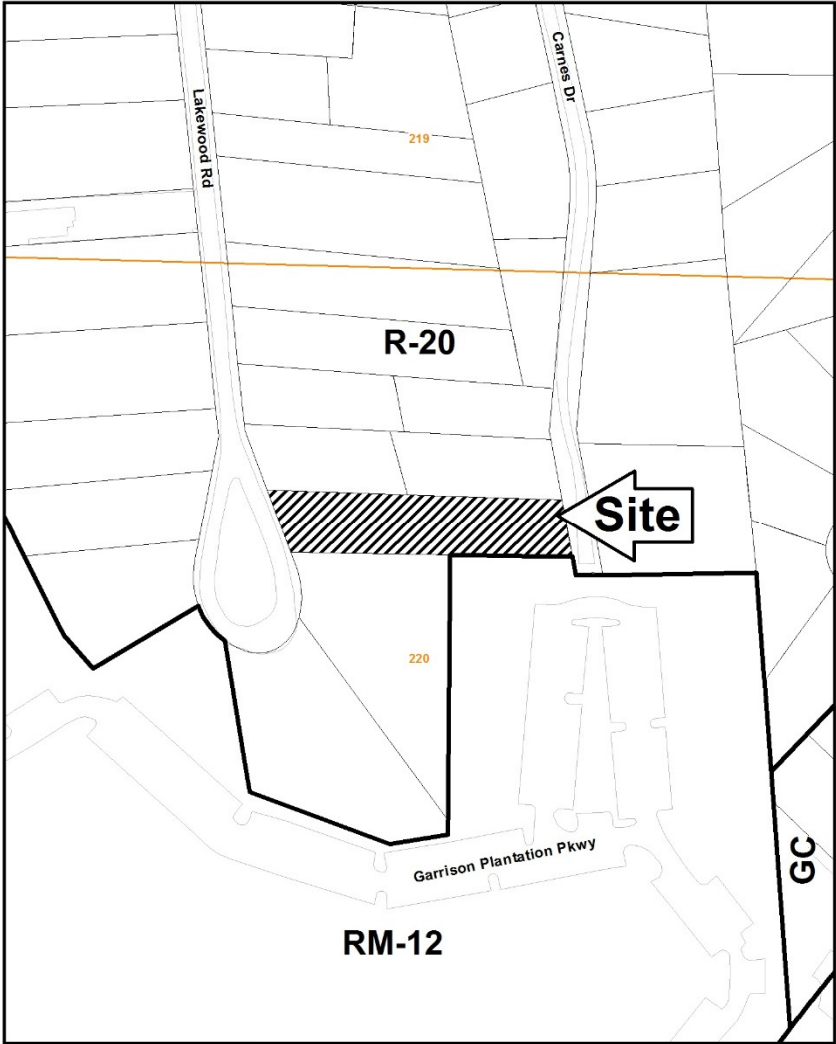 Carnes Dr
Lakewood Rd
219
R-20
Site
220
Garrison Plantation Pkwy
GC
RM-12